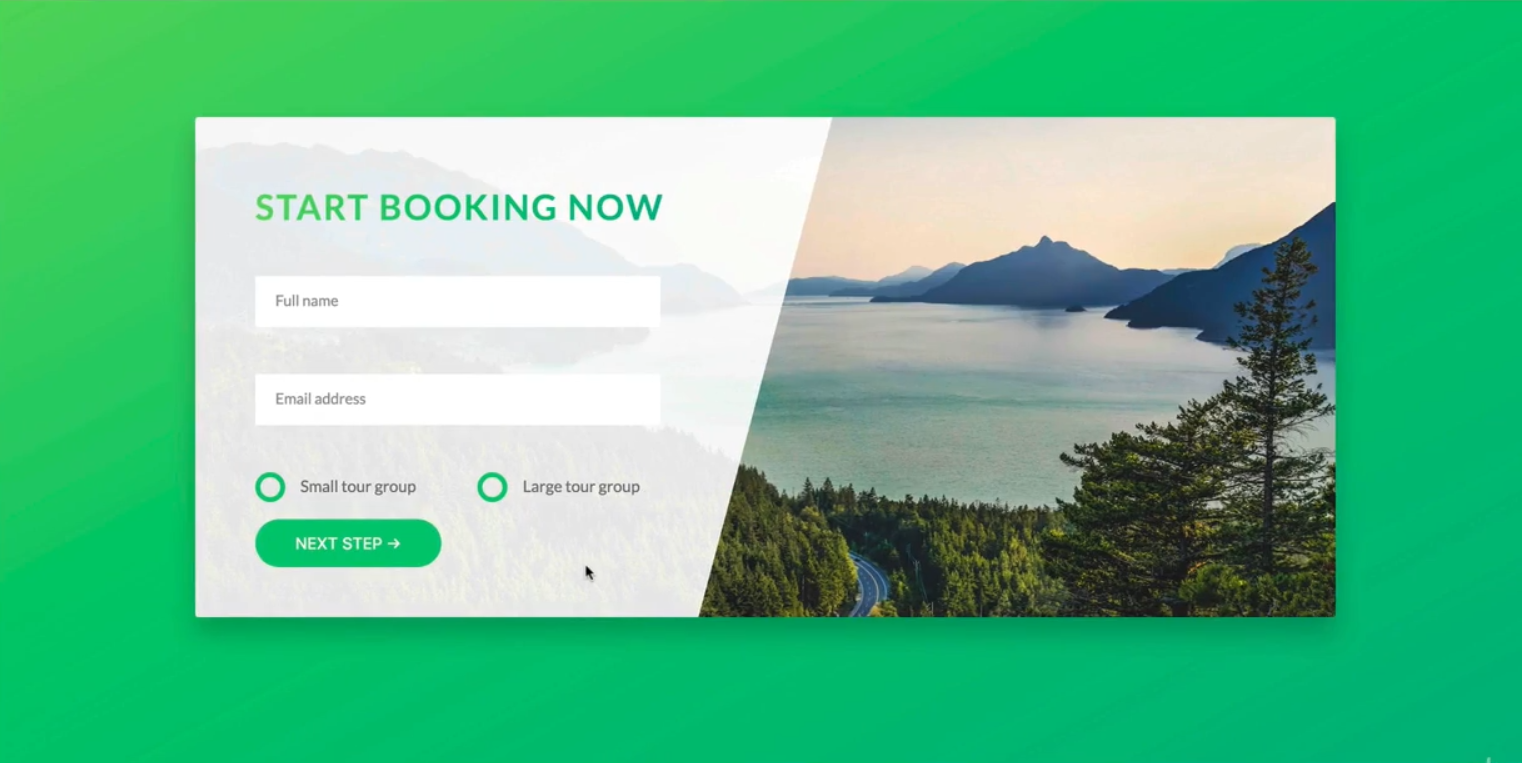 START BOOKING NOW
Full name
Email address
Small tour group Large tour group
NEXT STEP →